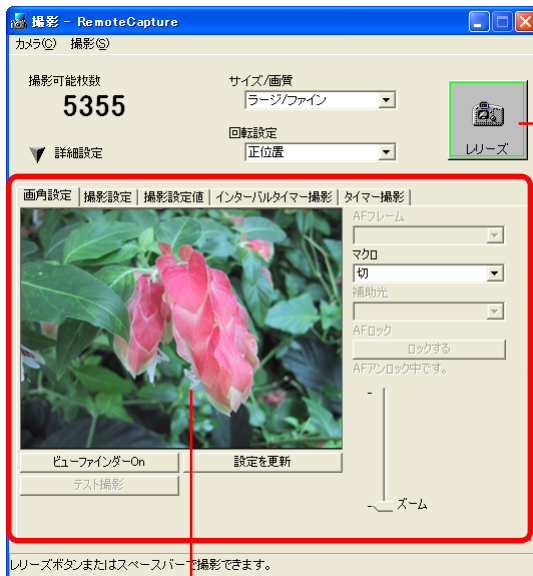 撮影 - RemoteCapture
カメラ(C) 撮影(S)
撮影可能枚数
5355
サイズ/画質
ラージ/ファイン
回転設定
正位置
詳細設定
レリーズ
画角設定 撮影設定 撮影設定値 インターバルタイマー撮影 タイマー撮影
AFフレーム
マクロ
切
補助光
AFロック
ロックする
AFアンロック中です。
ズーム
ビューファインダーOn 設定を更新
テスト撮影
レリーズボタンまたはスペースバーで撮影できます。